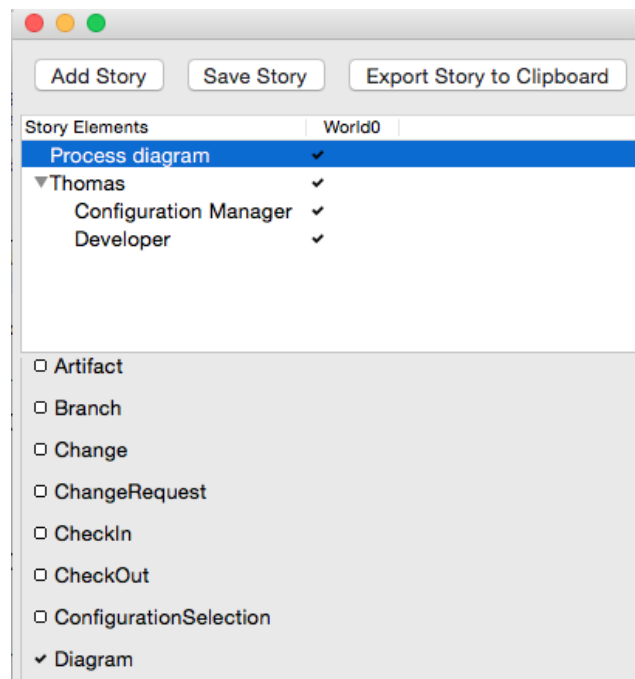 Add Story Save Story Export Story to Clipboard
Story Elements World0
Process diagram
Thomas
Configuration Manager
Developer
Artifact
Branch
Change
ChangeRequest
CheckIn
CheckOut
ConfigurationSelection
Diagram